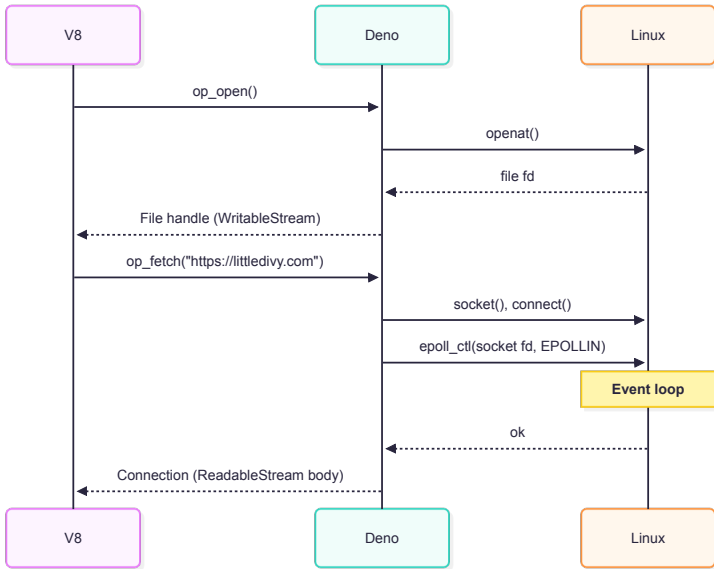 V8
Deno
Linux
op_open()
openat()
file fd
File handle (WritableStream)
op_fetch("https://littledivy.com")
socket(), connect()
epoll_ctl(socket fd, EPOLLIN)
Event loop
ok
Connection (ReadableStream body)
V8
Deno
Linux